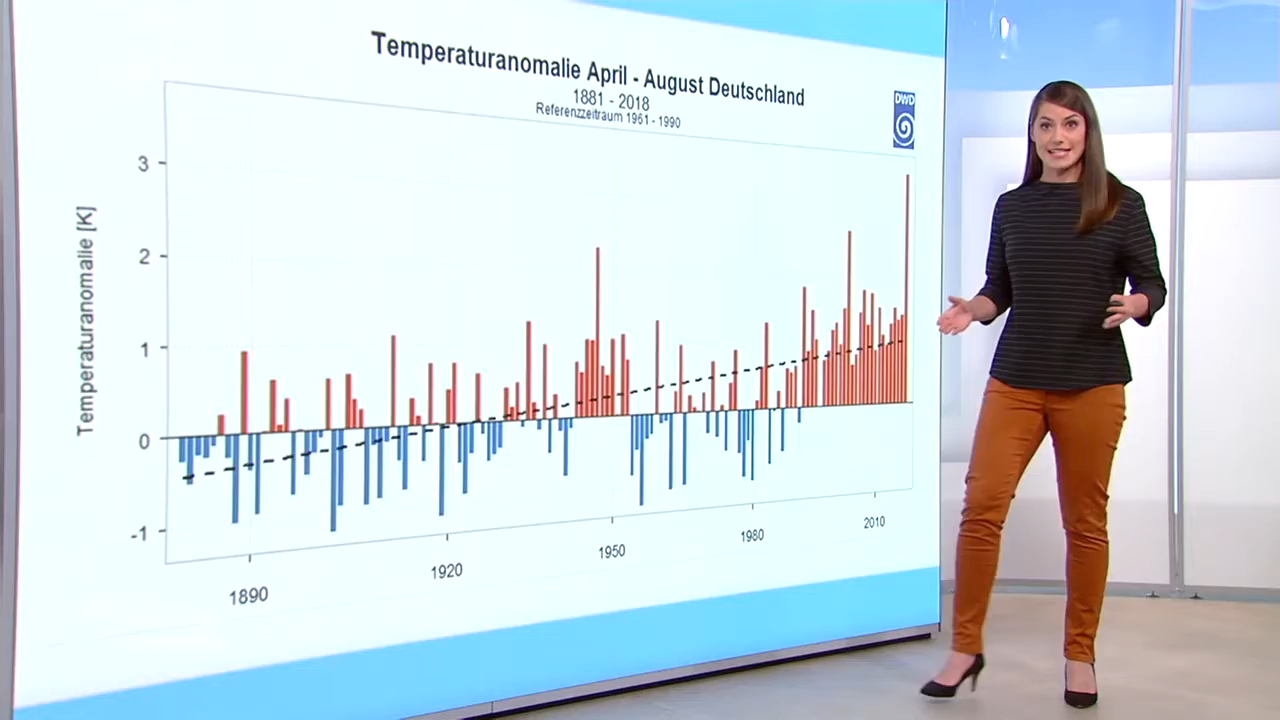 Temperaturanomalie April - August Deutschland
1881 - 2018
Referenzzeitraum 1961 - 1990
DWD
Temperaturanomalie [K]
3
2
1
0
-1
1890
1920
1950
1980
2010